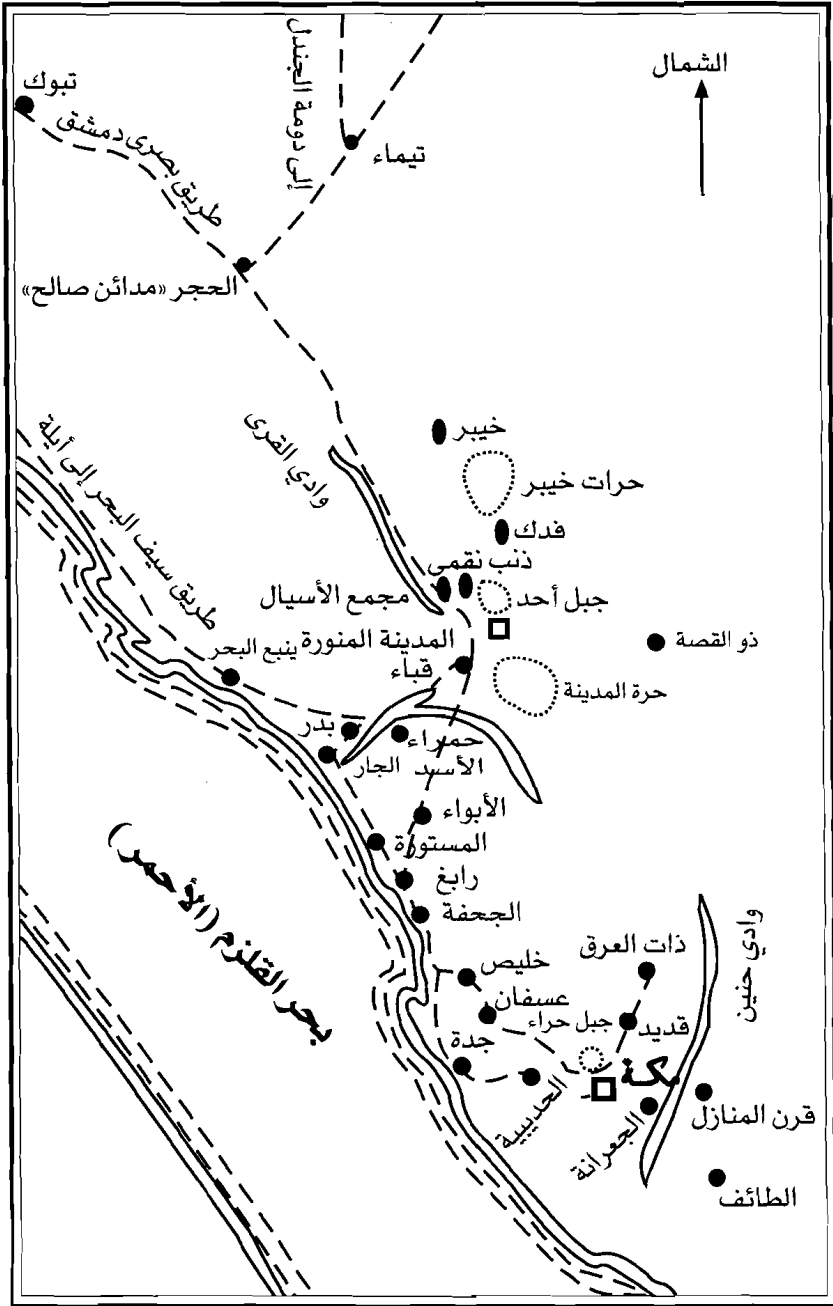 الشمال
تبوك
طريق بصرى دمشق
إلى دومة الجندل
تيماء
الحجر «مدائن صالح»
وادي القرى
خيبر
حرات خيبر
فدك
ذنب نقمى
مجمع الأسيال
جبل أحد
طريق سيف البحر إلى أيلة
المدينة المنورة
ينبع البحر
قباء
ذو القصة
حرة المدينة
بدر
حمراء
الأسد
الجار
الأبواء
المستورة
رابغ
الجحفة
بحر القلزم (الأحمر)
وادي حنين
ذات العرق
خليص
عسفان
جبل حراء
قديد
جدة
مكة
الحديبية
الجعرانة
قرن المنازل
الطائف